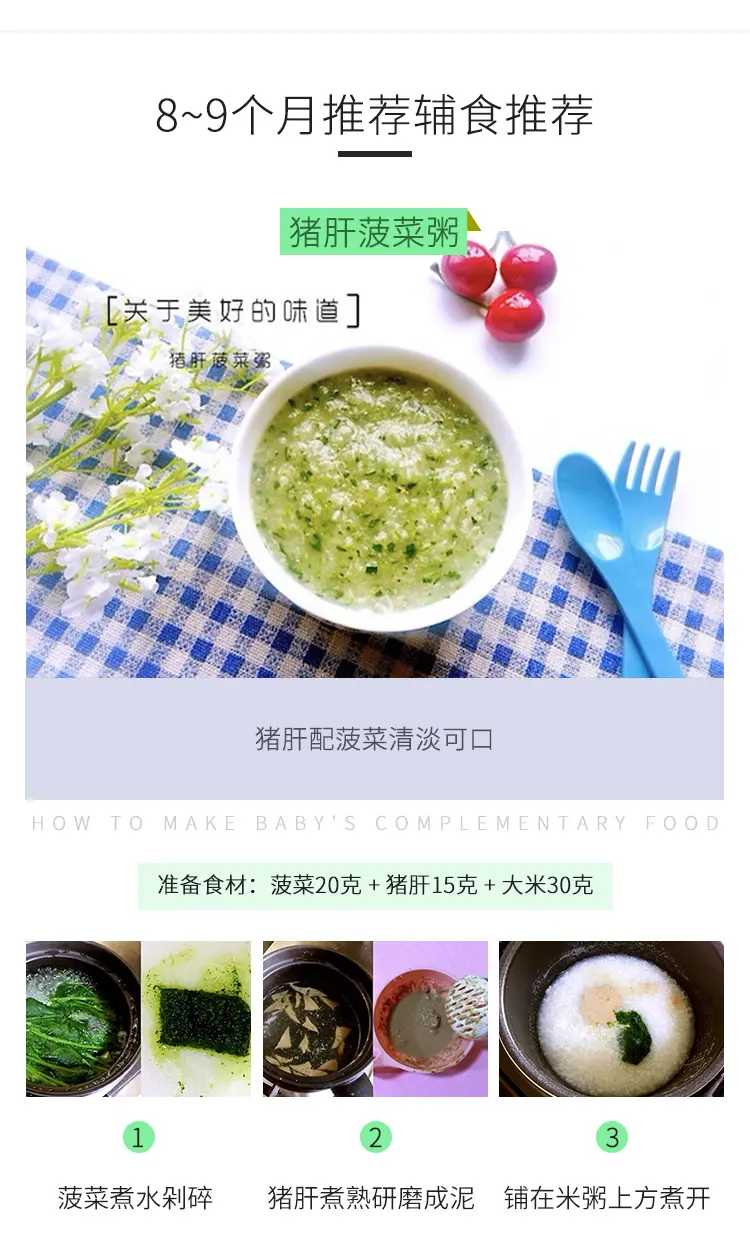 8~9个月推荐辅食推荐
猪肝菠菜粥
[关于美好的味道]
猪肝菠菜粥
猪肝配菠菜清淡可口
HOW TO MAKE BABY'S COMPLEMENTARY FOOD
准备食材：菠菜20克 + 猪肝15克 + 大米30克
1
2
3
菠菜煮水剁碎
猪肝煮熟研磨成泥
铺在米粥上方煮开